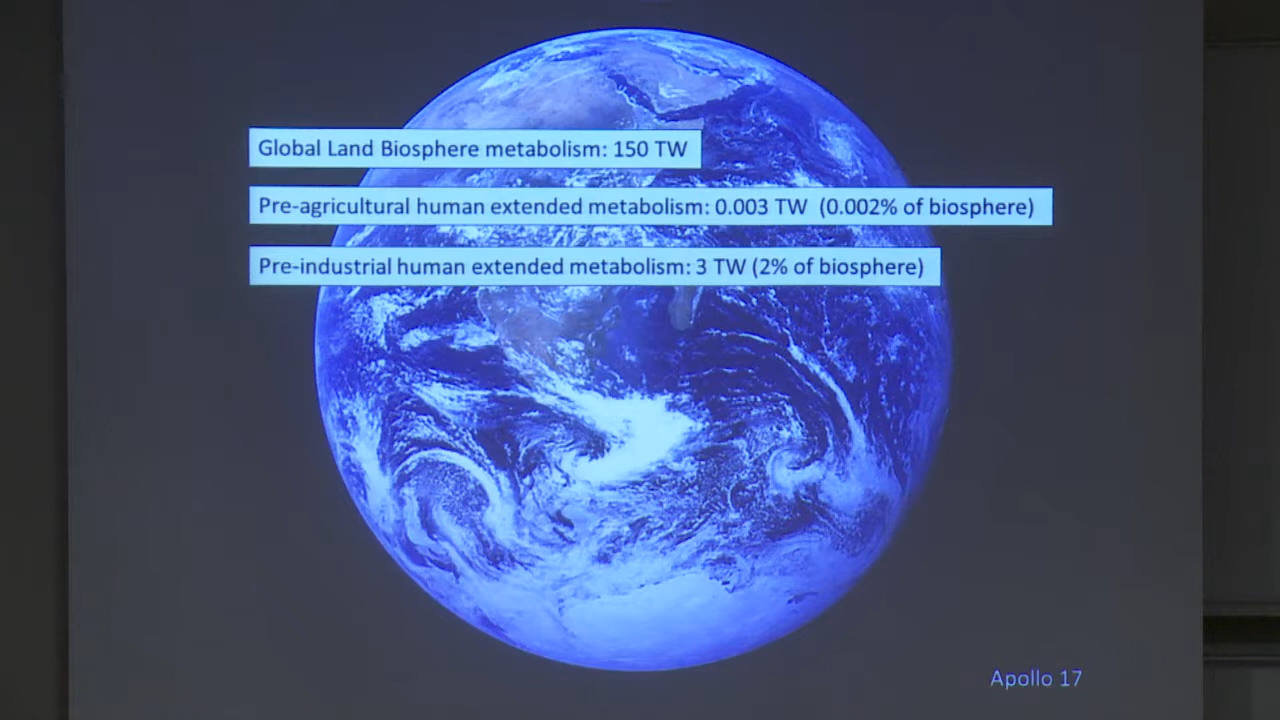 Global Land Biosphere metabolism: 150 TW
Pre-agricultural human extended metabolism: 0.003 TW (0.002% of biosphere)
Pre-industrial human extended metabolism: 3 TW (2% of biosphere)
Apollo 17